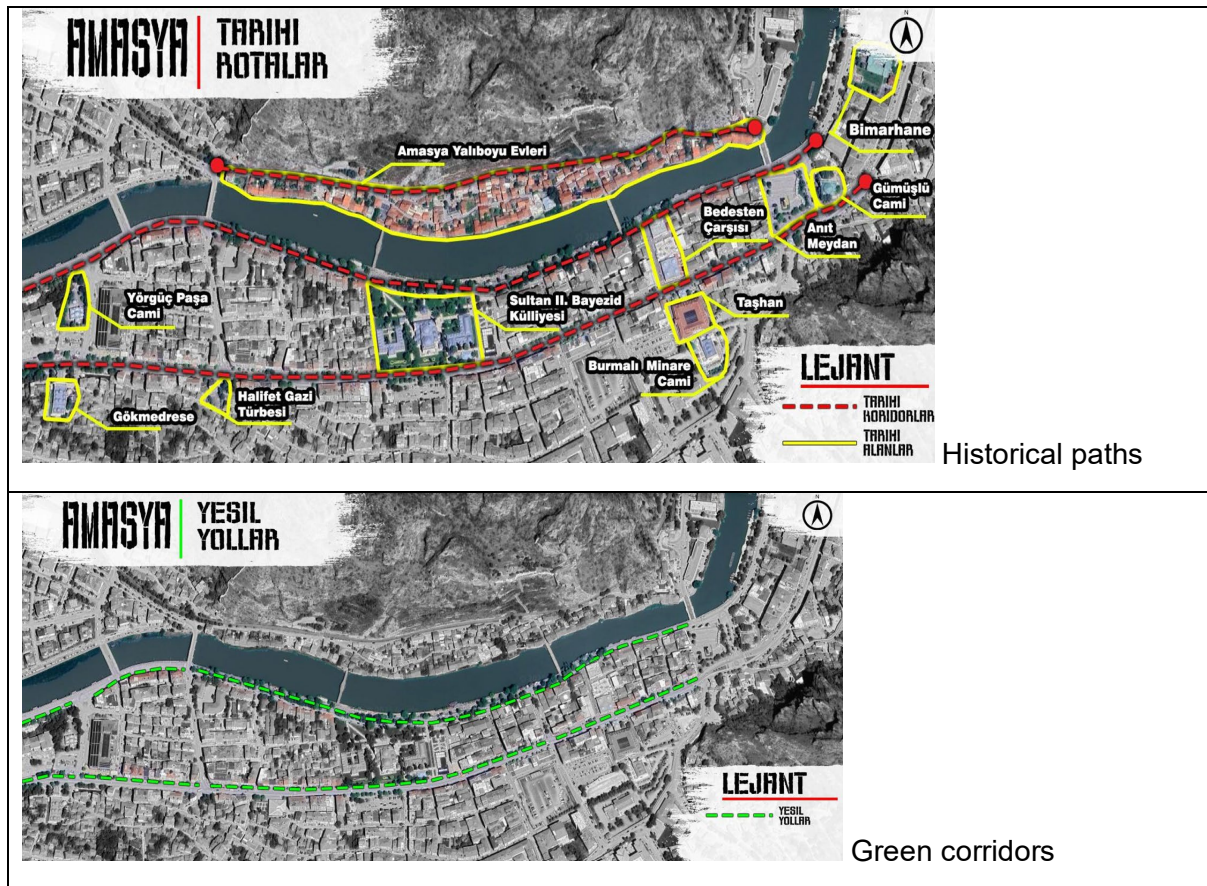 AMASYA
TARIHI
ROTALAR
N
Bimarhane
Amasya Yalıboyu Evleri
Gümüşlü
Cami
Bedesten
Çarşısı
Anıt
Meydan
Yörgüç Paşa
Cami
Sultan II. Bayezid
Külliyesi
Taşhan
Burmalı Minare
Cami
Halifet Gazi
Türbesi
Gökmedrese
LEJANT
TARIHI
KORIDORLAR
TARIHI
ALANLAR
Historical paths
AMASYA
YESIL
YOLLAR
N
LEJANT
YESIL
YOLLAR
Green corridors